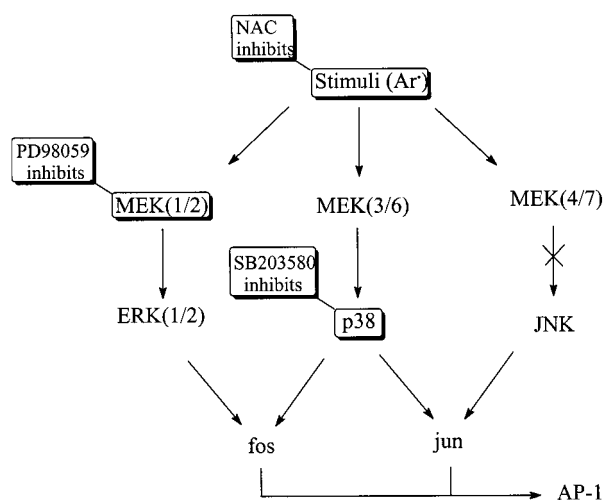 NAC
inhibits
Stimuli (Ar•)
PD98059
inhibits
MEK(1/2)
MEK(3/6)
MEK(4/7)
SB203580
inhibits
ERK(1/2)
p38
JNK
fos
jun
AP-1